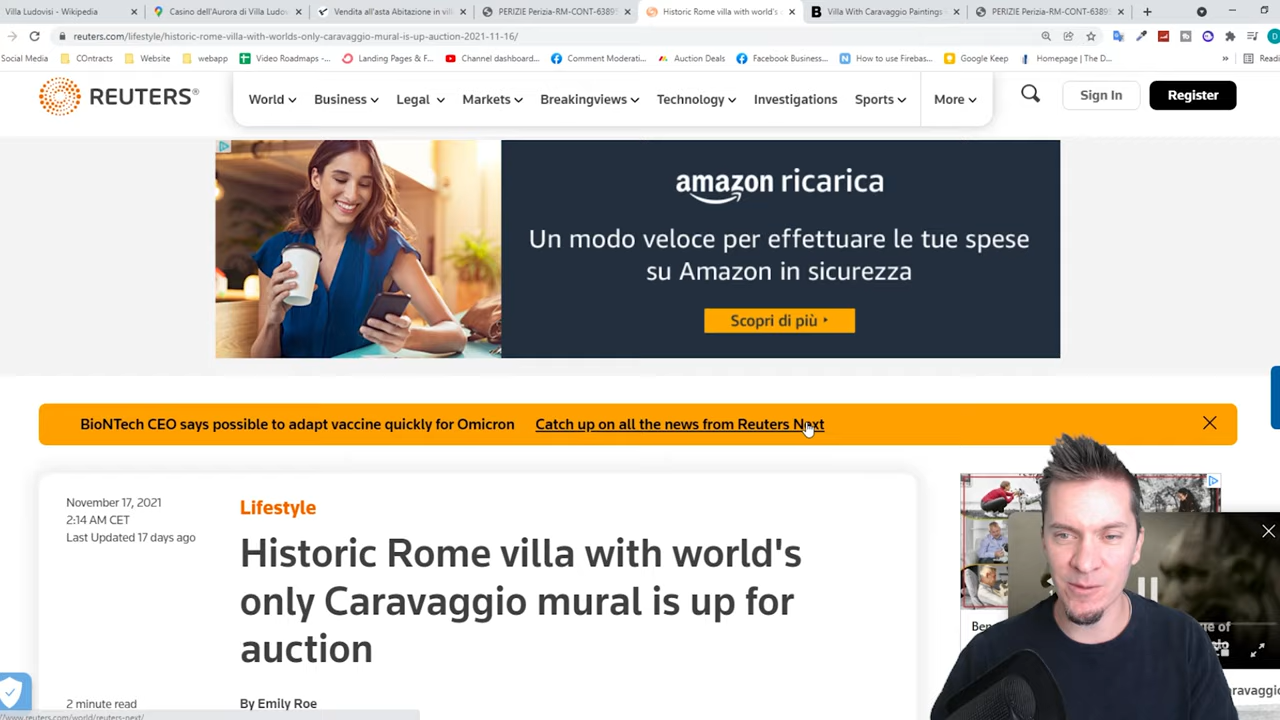 Villa Ludovisi - Wikipedia
Casino dell'Aurora di Villa Ludov
Vendita all'asta Abitazione in vill
PERIZIE Perizia-RM-CONT-6389
Historic Rome villa with world's
Villa With Caravaggio Paintings
PERIZIE Perizia-RM-CONT-6389
reuters.com/lifestyle/historic-rome-villa-with-worlds-only-caravaggio-mural-is-up-auction-2021-11-16/
Social Media
COntracts
Website
webapp
Video Roadmaps -...
Landing Pages & F...
Channel dashboard...
Comment Moderati...
Auction Deals
Facebook Business...
How to use Firebas...
Google Keep
Homepage | The D...
»
Readi
REUTERS®
World
Business
Legal
Markets
Breakingviews
Technology
Investigations
Sports
More
Sign In
Register
amazon ricarica
Un modo veloce per effettuare le tue spese
su Amazon in sicurezza
Scopri di più
BioNTech CEO says possible to adapt vaccine quickly for Omicron
Catch up on all the news from Reuters Next
November 17, 2021
2:14 AM CET
Last Updated 17 days ago
Lifestyle
Historic Rome villa with world's
only Caravaggio mural is up for
auction
2 minute read
By Emily Roe